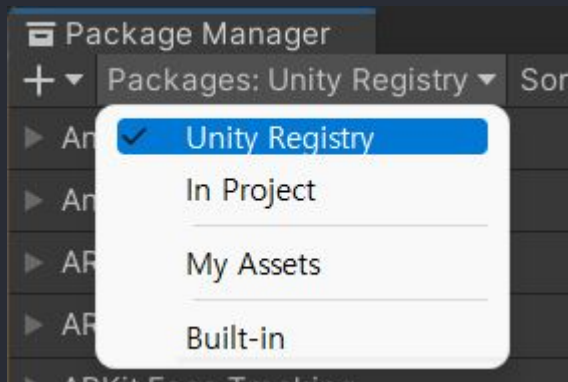 Package Manager
Packages: Unity Registry
Unity Registry
In Project
My Assets
Built-in